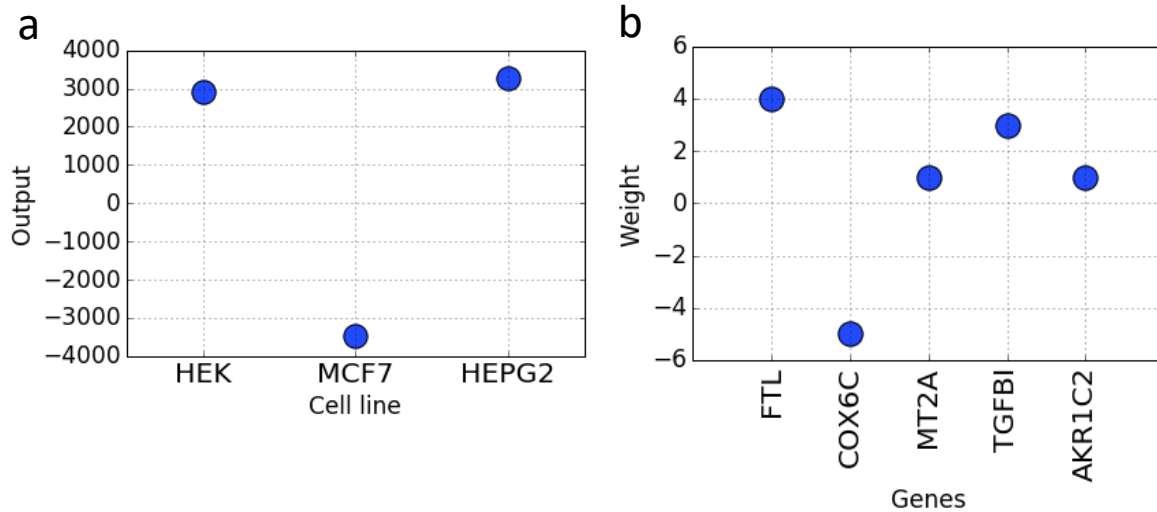 a
4000
3000
2000
1000
0
−1000
−2000
−3000
−4000
Output
HEK MCF7 HEPG2
Cell line
b
6
4
2
0
−2
−4
−6
Weight
FTL
COX6C
MT2A
TGFBI
AKR1C2
Genes